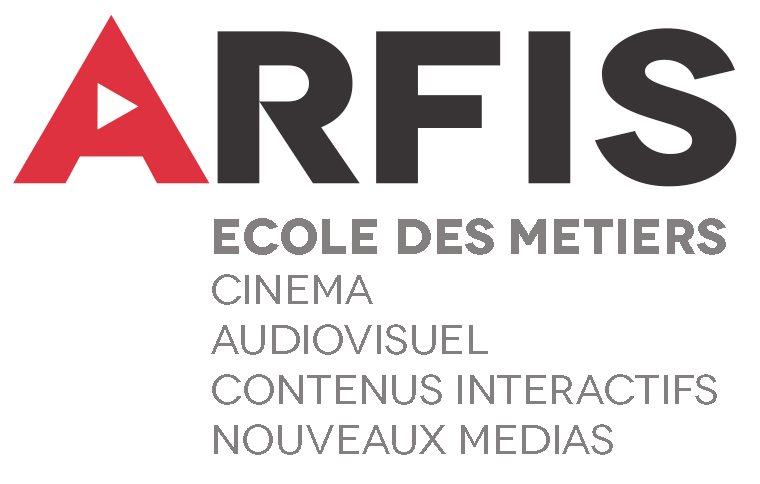 ARFIS
ECOLE DES METIERS
CINEMA
AUDIOVISUEL
CONTENUS INTERACTIFS
NOUVEAUX MEDIAS